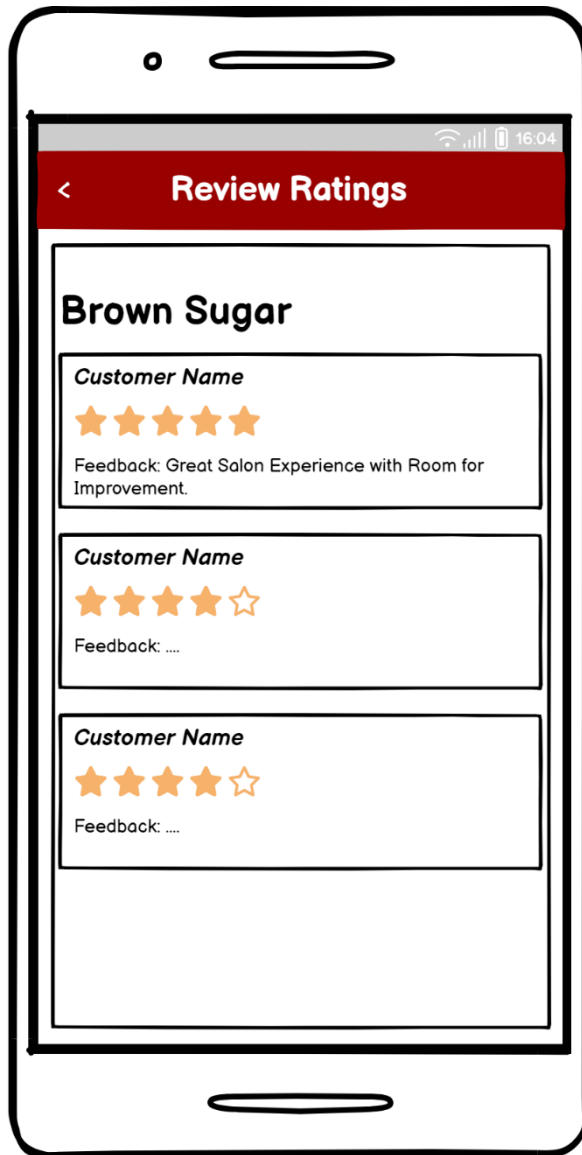 16:04
< Review Ratings
Brown Sugar
Customer Name
Feedback: Great Salon Experience with Room for
Improvement.
Customer Name
Feedback: ....
Customer Name
Feedback: ....